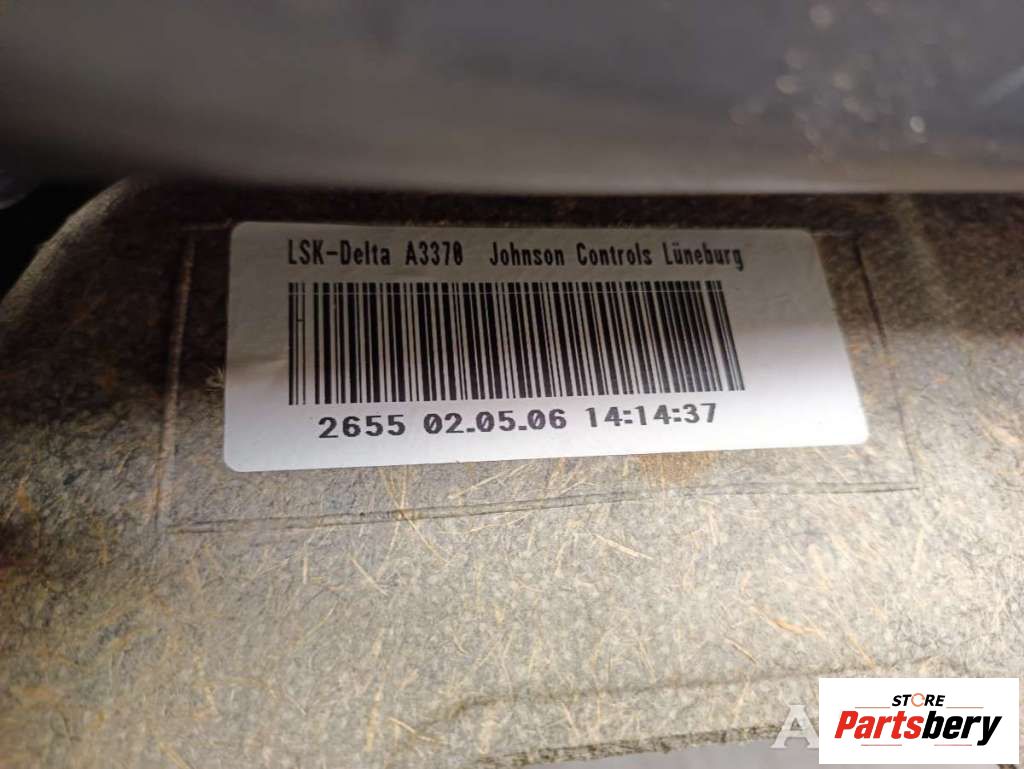 LSK-Delta A3370 Johnson Controls Lüneburg
2655 02.05.06 14:14:37
STORE
Partsbery